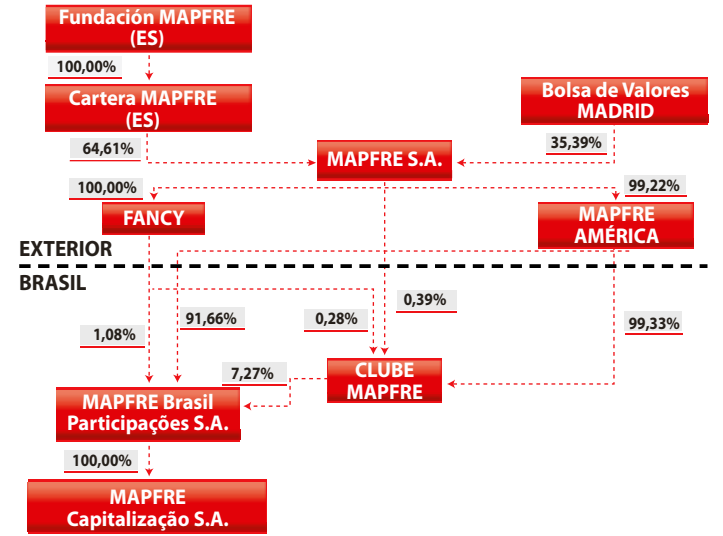 Fundación MAPFRE
(ES)
100,00%
Cartera MAPFRE
(ES)
Bolsa de Valores
MADRID
64,61%
35,39%
MAPFRE S.A.
100,00%
99,22%
FANCY
MAPFRE
AMÉRICA
EXTERIOR
BRASIL
1,08%
91,66%
0,28%
0,39%
99,33%
7,27%
CLUBE
MAPFRE
MAPFRE Brasil
Participações S.A.
100,00%
MAPFRE
Capitalização S.A.